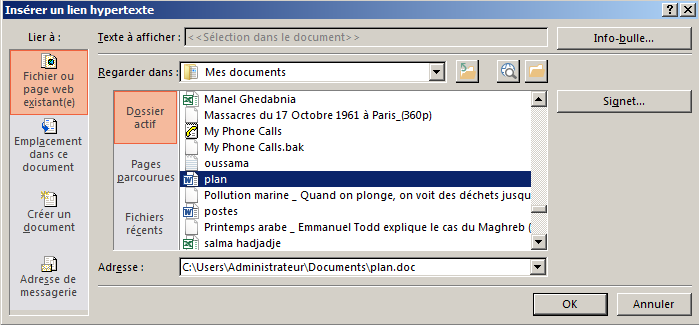 Insérer un lien hypertexte
Lier à :
Texte à afficher :
<<Sélection dans le document>>
Info-bulle...
Fichier ou
page web
existant(e)
Regarder dans :
Mes documents
Emplacement
dans ce
document
Créer un
document
Adresse de
messagerie
Dossier
actif
Pages
parcourues
Fichiers
récents
Manel Ghedabnia
Massacres du 17 Octobre 1961 à Paris_(360p)
My Phone Calls
My Phone Calls.bak
oussama
plan
Pollution marine _ Quand on plonge, on voit des déchets jusqu
postes
Printemps arabe _ Emmanuel Todd explique le cas du Maghreb (
salma hadjadje
Signet...
Adresse :
C:\Users\Administrateur\Documents\plan.doc
OK
Annuler